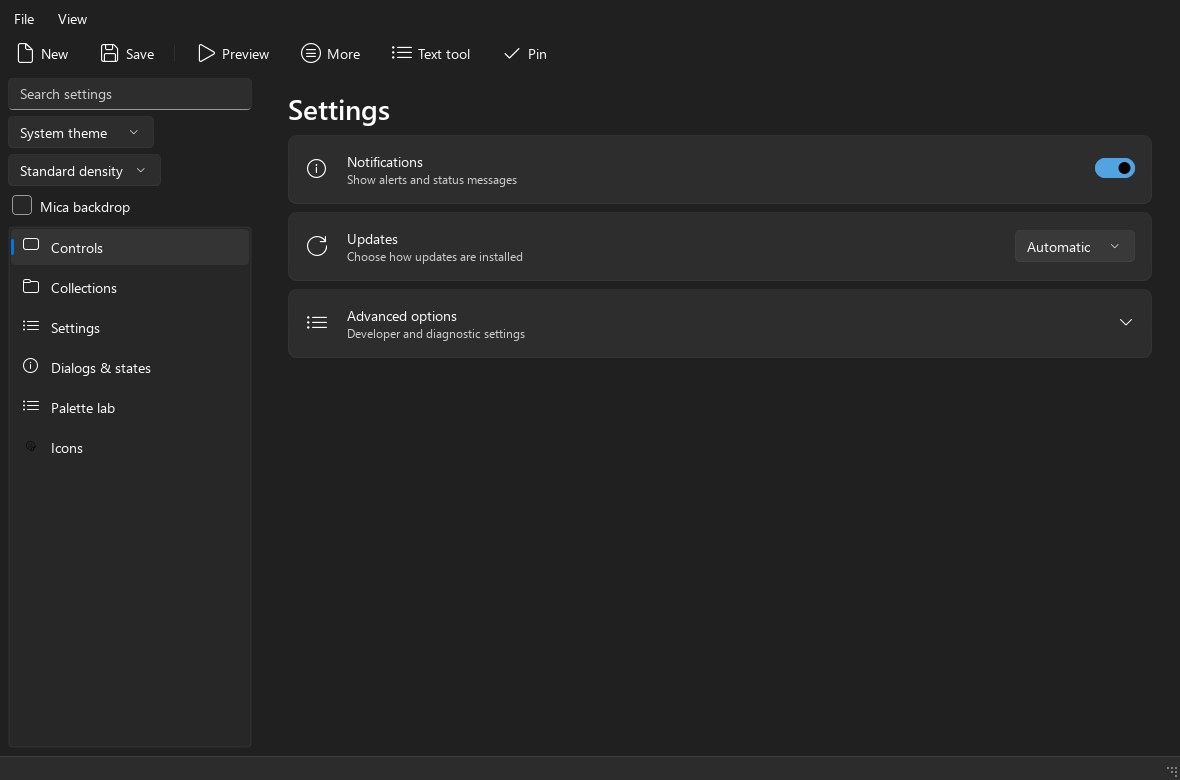 File View
New Save Preview More Text tool Pin
Search settings
System theme
Standard density
Mica backdrop
Controls
Collections
Settings
Dialogs & states
Palette lab
Icons
Settings
Notifications
Show alerts and status messages
Updates
Choose how updates are installed
Automatic
Advanced options
Developer and diagnostic settings